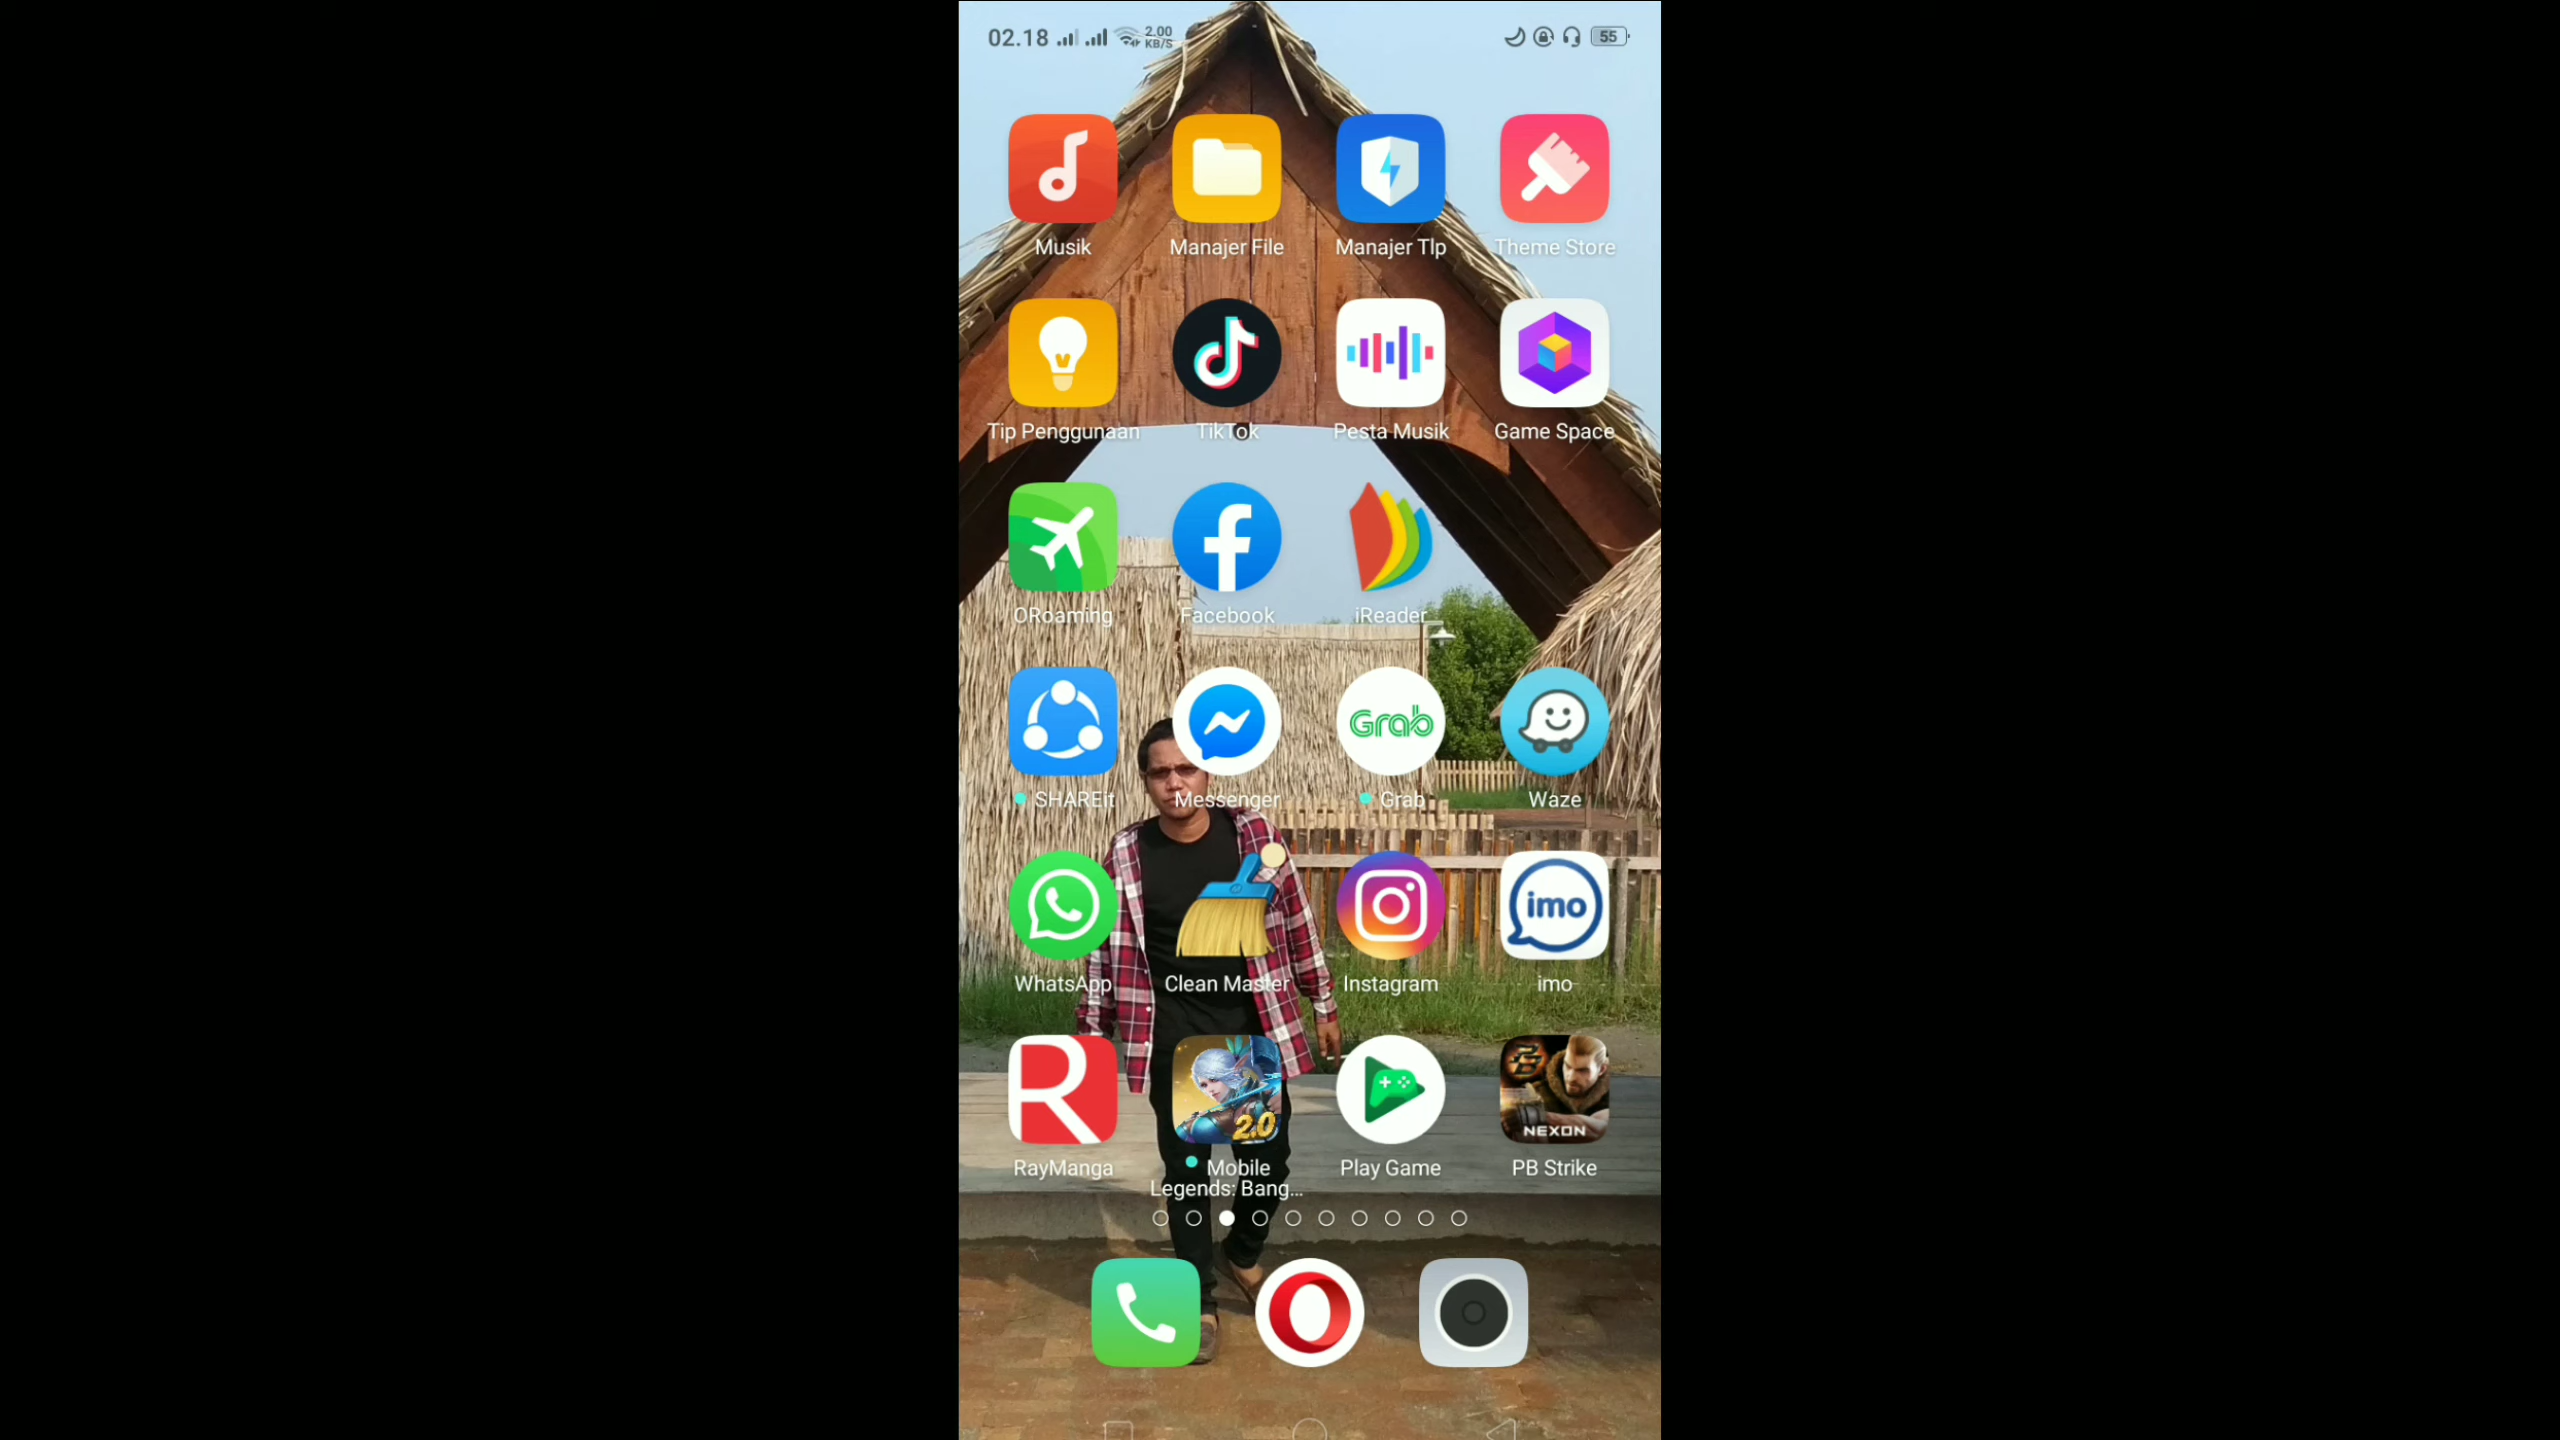 02.18 2.00 KB/S 55
Musik Manajer File Manajer Tlp Theme Store
Tip Penggunaan TikTok Pesta Musik Game Space
ORoaming Facebook iReader
Grab
SHAREit Messenger Grab Waze
imo
WhatsApp Clean Master Instagram imo
R 2.0 PB NEXON
RayManga Mobile Legends: Bang... Play Game PB Strike